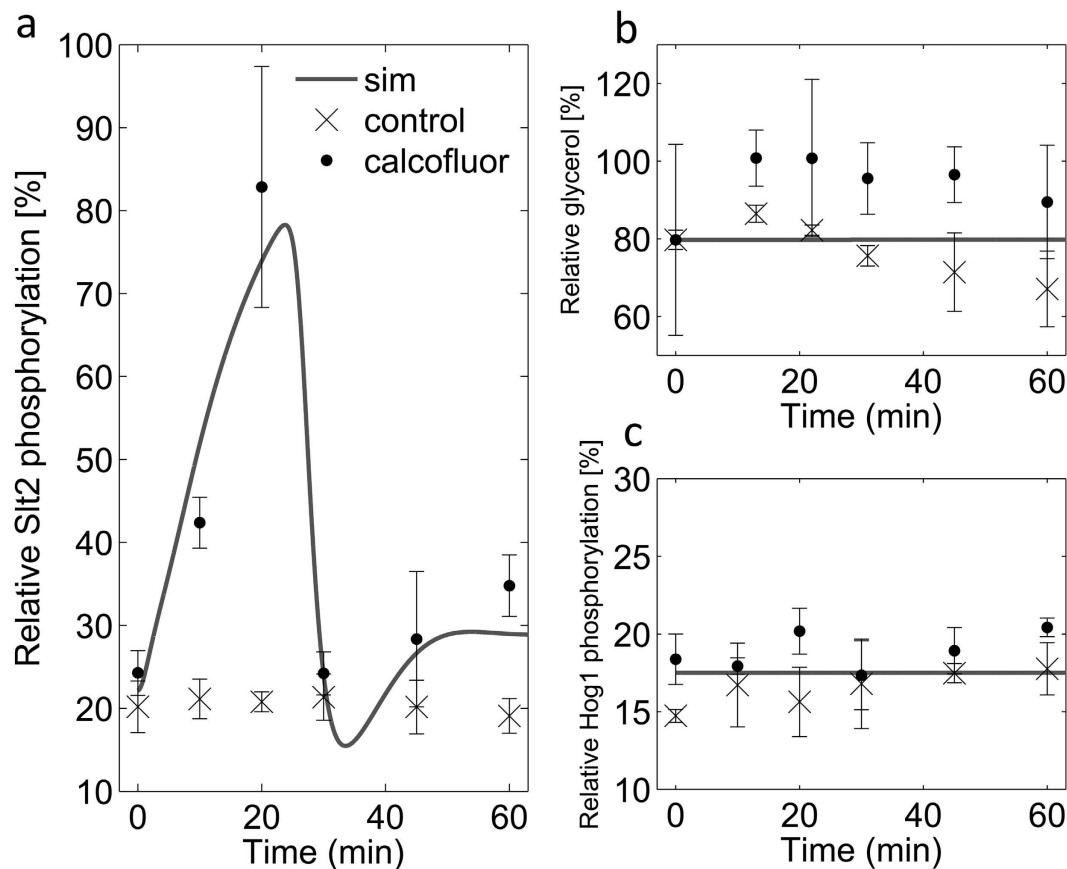 a
Relative Slt2 phosphorylation [%]
100
90
80
70
60
50
40
30
20
10
sim
control
calcofluor
0 20 40 60
Time (min)
b
Relative glycerol [%]
120
100
80
60
0 20 40 60
Time (min)
c
Relative Hog1 phosphorylation [%]
30
25
20
15
10
0 20 40 60
Time (min)